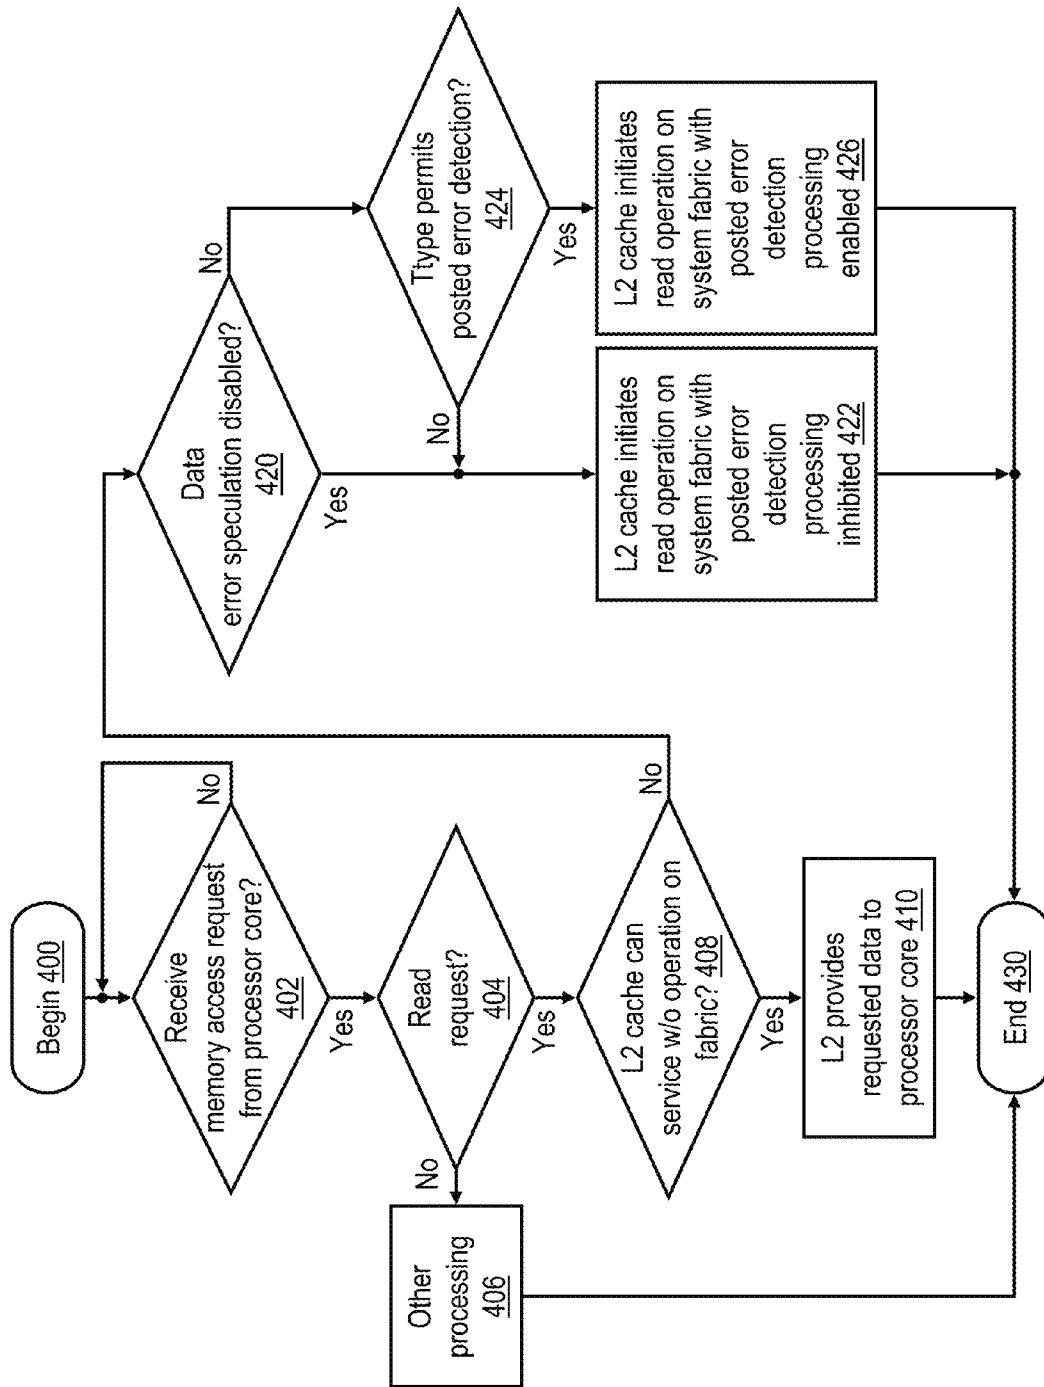 Begin 400
Receive
memory access request
from processor core?
402
No
Yes
Read
request?
404
No
Yes
Other
processing
406
L2 cache can
service w/o operation on
fabric? 408
No
Yes
L2 provides
requested data to
processor core 410
End 430
Data
error speculation disabled?
420
No
Yes
Ttype permits
posted error detection?
424
No
Yes
L2 cache initiates
read operation on
system fabric with
posted error
detection
processing
inhibited 422
L2 cache initiates
read operation on
system fabric with
posted error
detection
processing
enabled 426